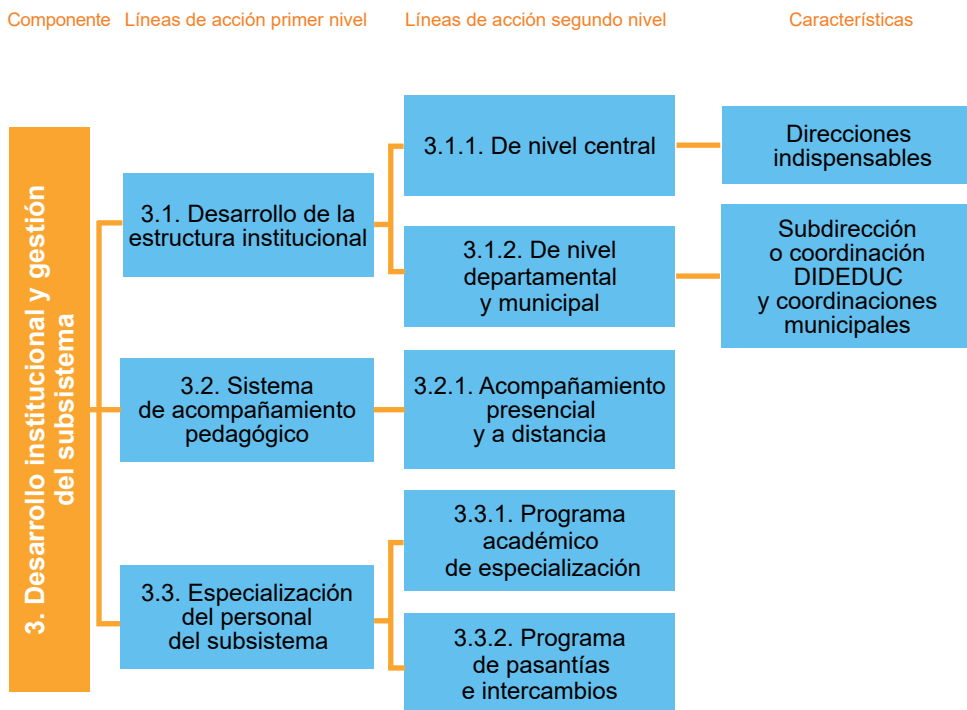 Componente
Líneas de acción primer nivel
Líneas de acción segundo nivel
Características
3. Desarrollo institucional y gestión
del subsistema
3.1. Desarrollo de la
estructura institucional
3.1.1. De nivel central
Direcciones
indispensables
3.1.2. De nivel
departamental
y municipal
Subdirección
o coordinación
DIDEDUC
y coordinaciones
municipales
3.2. Sistema
de acompañamiento
pedagógico
3.2.1. Acompañamiento
presencial
y a distancia
3.3. Especialización
del personal
del subsistema
3.3.1. Programa
académico
de especialización
3.3.2. Programa
de pasantías
e intercambios